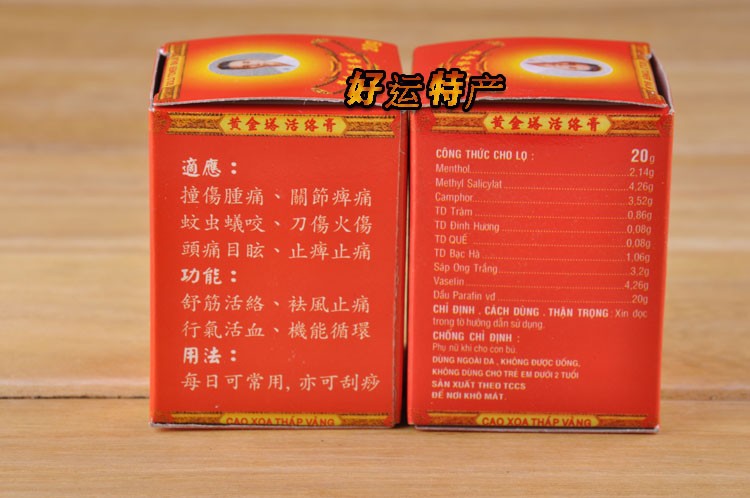 好运特产
黄金塔活络膏
適應：
撞傷腫痛、關節痺痛
蚊虫蟻咬、刀傷火傷
頭痛目眩、止痺止痛
功能：
舒筋活絡、祛風止痛
行氣活血、機能循環
用法：
每日可常用,亦可刮痧
CAO XOA THÁP VÀNG
黄金塔活络膏
CÔNG THỨC CHO LỌ : 20g
Menthol 2,14g
Methyl Salicylat 4,26g
Camphor 3,52g
TD Tràm 0,86g
TD Đinh Hương 0,08g
TD QUẾ 0,08g
TD Bạc Hà 1,06g
Sáp Ong Trắng 3,2g
Vaselin 4,26g
Dầu Parafin vđ 20g
CHỈ ĐỊNH , CÁCH DÙNG , THẬN TRỌNG : Xin đọc
trong tờ hướng dẫn sử dụng.
CHỐNG CHỈ ĐỊNH :
Phụ nữ khi cho con bú.
DÙNG NGOÀI DA , KHÔNG ĐƯỢC UỐNG,
KHÔNG DÙNG CHO TRẺ EM DƯỚI 2 TUỔI
SẢN XUẤT THEO TCCS
ĐỂ NƠI KHÔ MÁT.
CAO XOA THÁP VÀNG